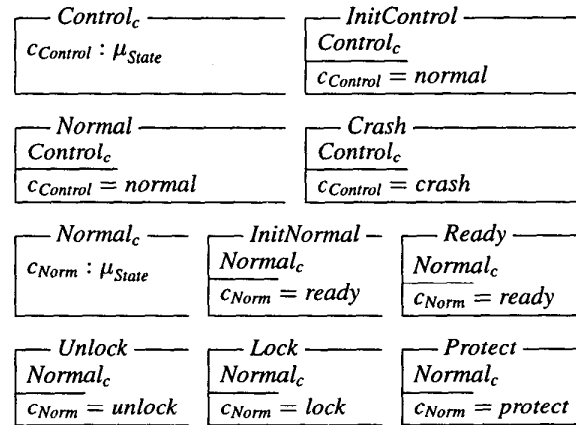 Control_c InitControl
c_Control : μ_State Control_c
c_Control = normal
Normal Crash
Control_c Control_c
c_Control = normal c_Control = crash
Normal_c InitNormal Ready
c_Norm : μ_State Normal_c Normal_c
c_Norm = ready c_Norm = ready
Unlock Lock Protect
Normal_c Normal_c Normal_c
c_Norm = unlock c_Norm = lock c_Norm = protect